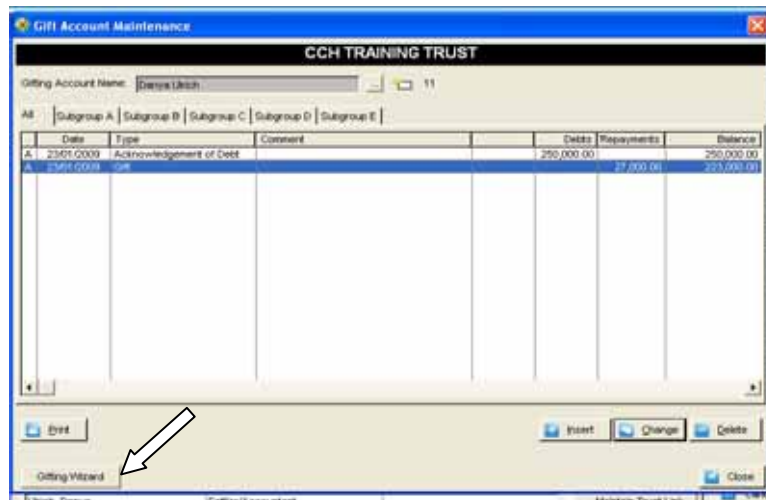 Gift Account Maintenance
CCH TRAINING TRUST
Gifting Account Name: Danya Ulrich ... 11
All Subgroup A Subgroup B Subgroup C Subgroup D Subgroup E
Date Type Comment Debts Repayments Balance
A 23/01/2009 Acknowledgement of Debt 250,000.00 250,000.00
A 23/01/2009 Gift 27,000.00 223,000.00
Print Insert Change Delete
Gifting Wizard Close